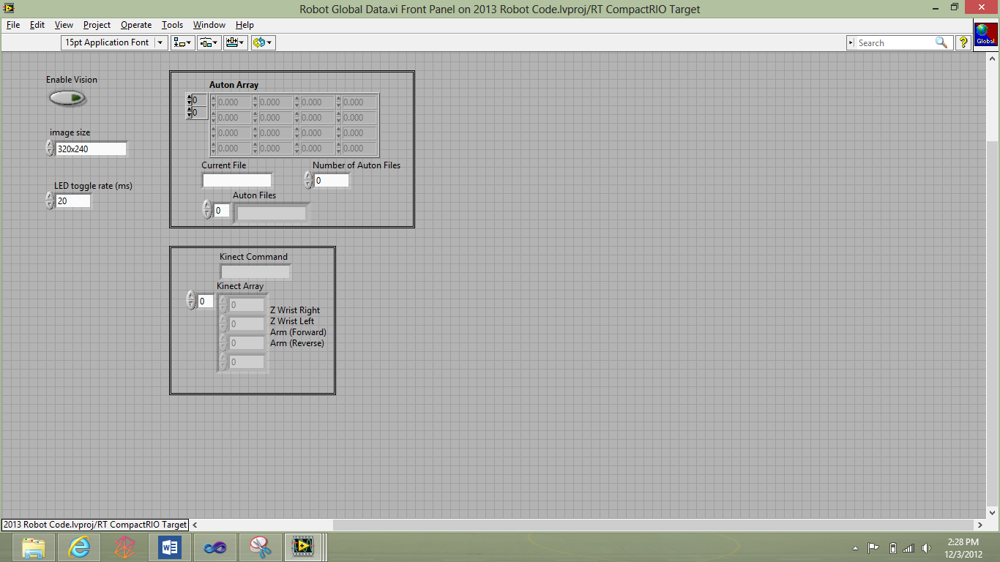 Robot Global Data.vi Front Panel on 2013 Robot Code.lvproj/RT CompactRIO Target
File Edit View Project Operate Tools Window Help
15pt Application Font
Search
?
Global
Enable Vision
image size
320x240
LED toggle rate (ms)
20
Auton Array
0
0
0.000 0.000 0.000 0.000
0.000 0.000 0.000 0.000
0.000 0.000 0.000 0.000
0.000 0.000 0.000 0.000
Current File
Number of Auton Files
0
Auton Files
0
Kinect Command
Kinect Array
0
0
0
0
0
Z Wrist Right
Z Wrist Left
Arm (Forward)
Arm (Reverse)
2013 Robot Code.lvproj/RT CompactRIO Target
2:28 PM
12/3/2012